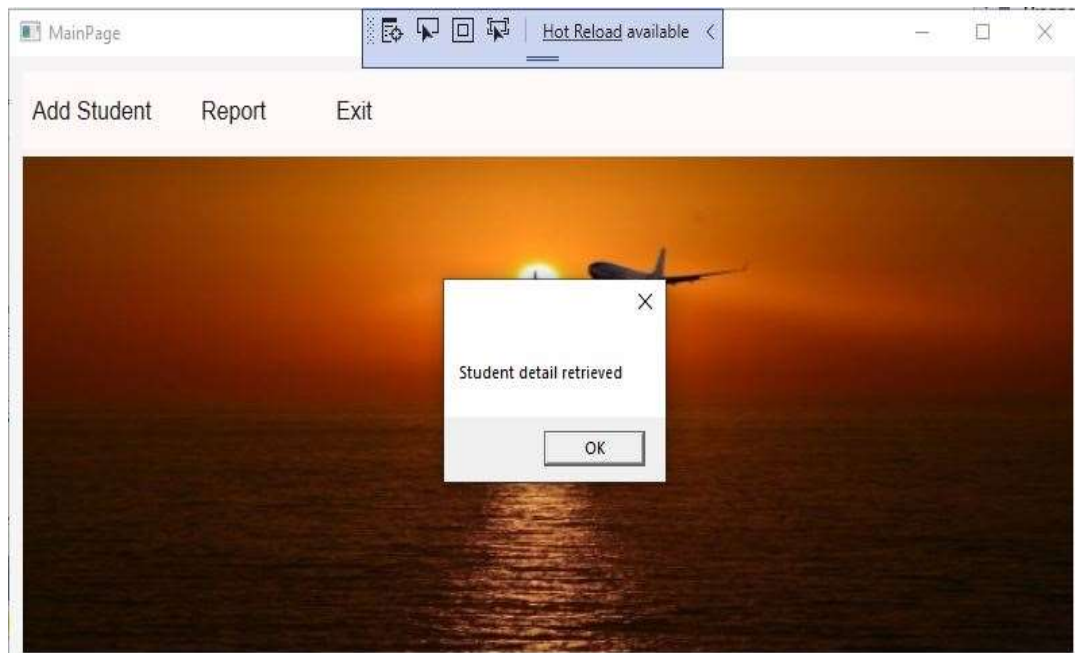 MainPage
Hot Reload available
Add Student Report Exit
Student detail retrieved
OK